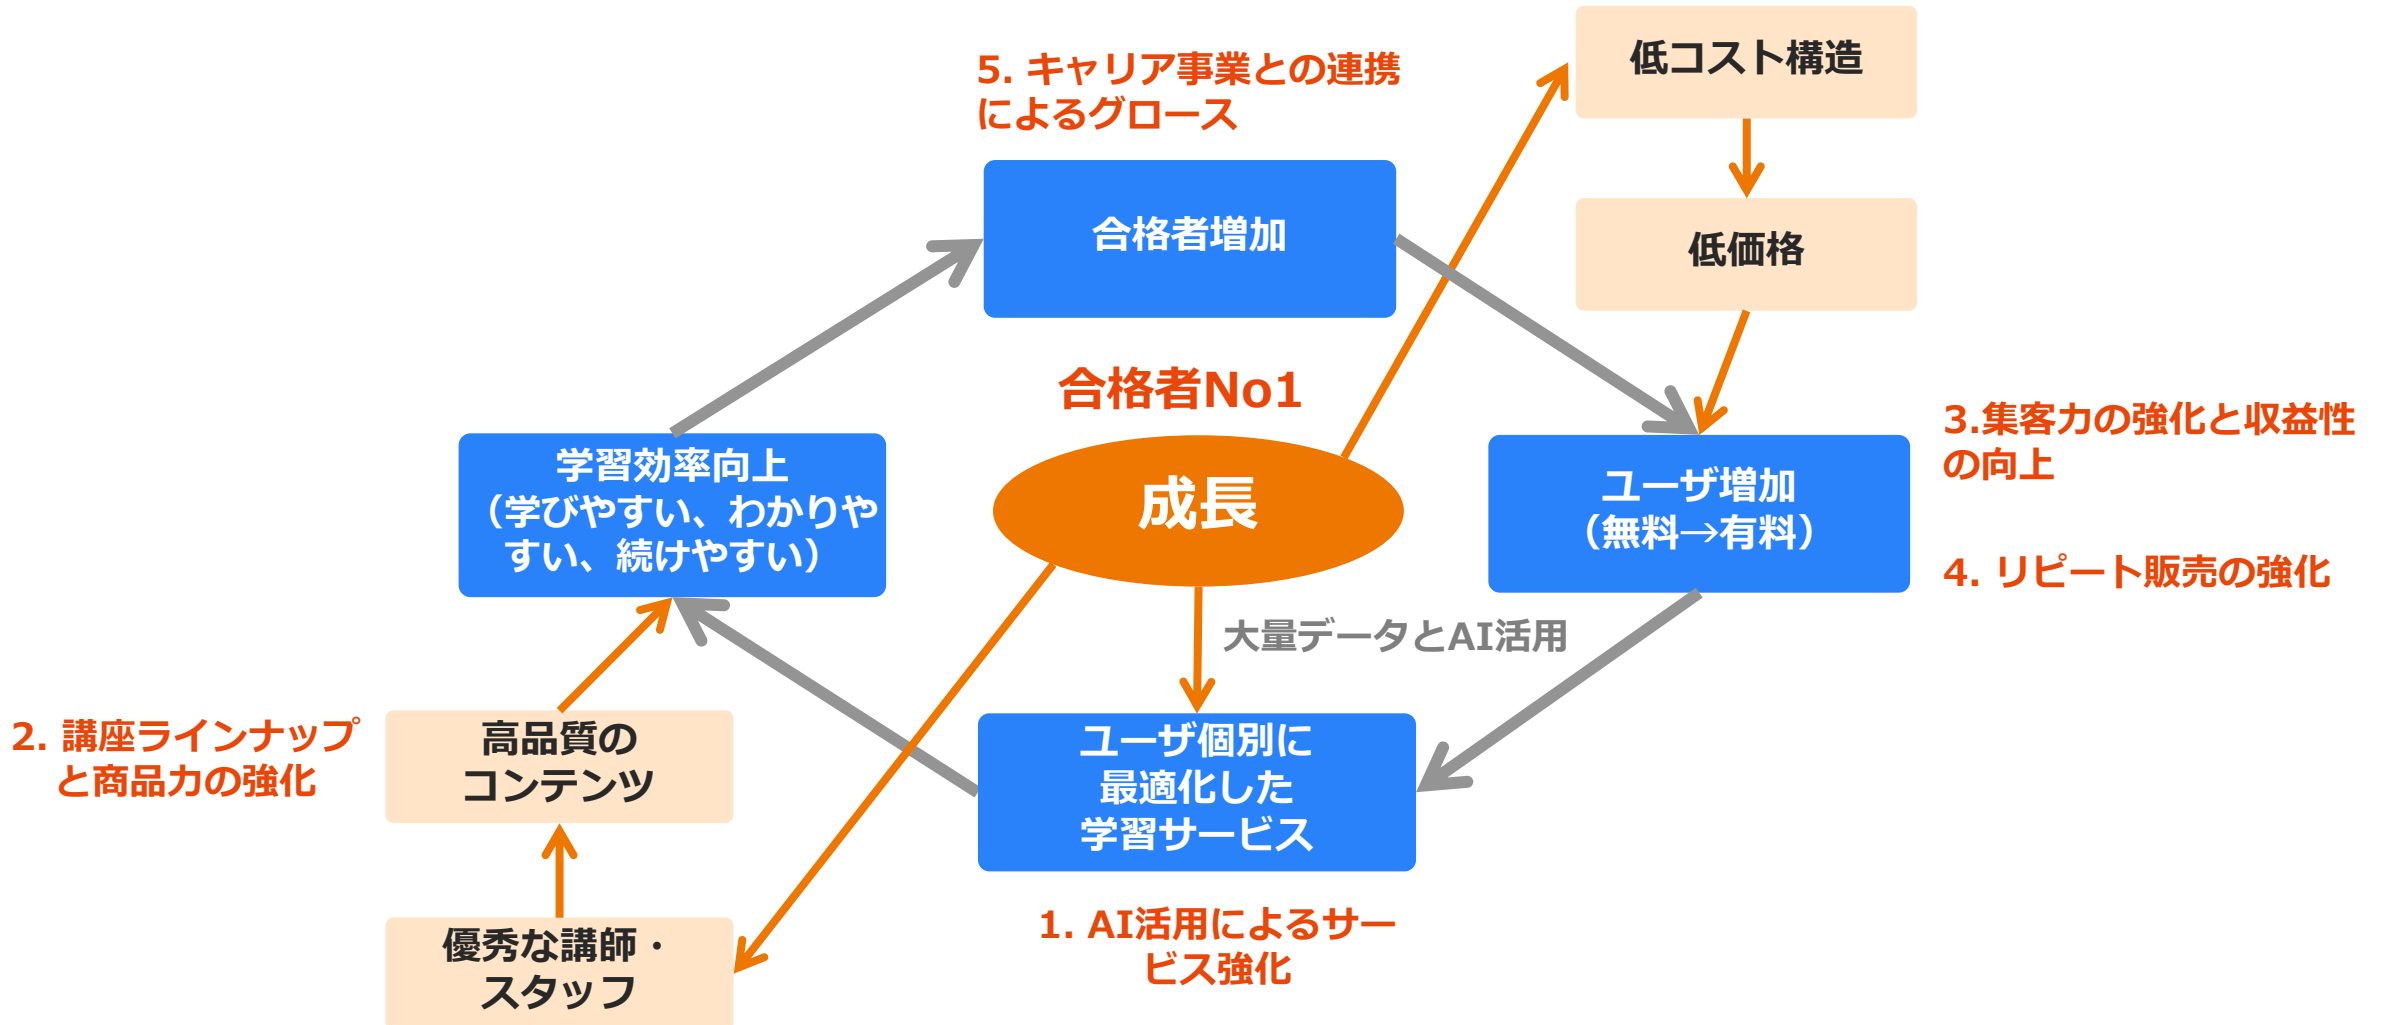 5. キャリア事業との連携
によるグロース
低コスト構造
合格者増加
低価格
合格者No1
成長
学習効率向上
（学びやすい、わかりや
すい、続けやすい）
ユーザ増加
（無料→有料）
3.集客力の強化と収益性
の向上
4. リピート販売の強化
大量データとAI活用
2. 講座ラインナップ
と商品力の強化
高品質の
コンテンツ
ユーザ個別に
最適化した
学習サービス
優秀な講師・
スタッフ
1. AI活用によるサー
ビス強化